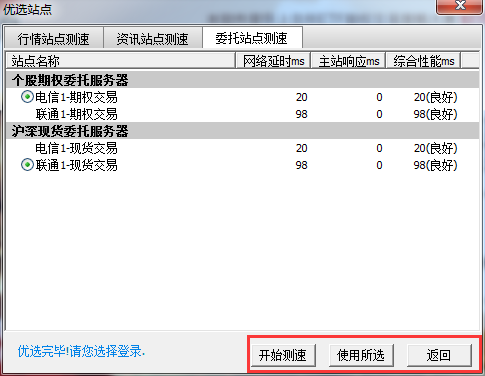 优选站点
行情站点测速 资讯站点测速 委托站点测速
站点名称 网络延时ms 主站响应ms 综合性能ms
个股期权委托服务器
电信1-期权交易 20 0 20(良好)
联通1-期权交易 98 0 98(良好)
沪深现货委托服务器
电信1-现货交易 20 0 20(良好)
联通1-现货交易 98 0 98(良好)
优选完毕!请您选择登录.
开始测速 使用所选 返回